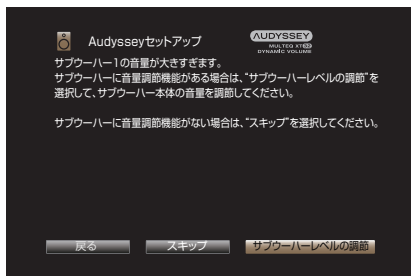 Audysseyセットアップ
AUDYSSEY
MULTEQ XT32
DYNAMIC VOLUME
サブウーハー1の音量が大きすぎます。
サブウーハーに音量調節機能がある場合は、“サブウーハーレベルの調節”を
選択して、サブウーハー本体の音量を調節してください。
サブウーハーに音量調節機能がない場合は、“スキップ”を選択してください。
戻る
スキップ
サブウーハーレベルの調節